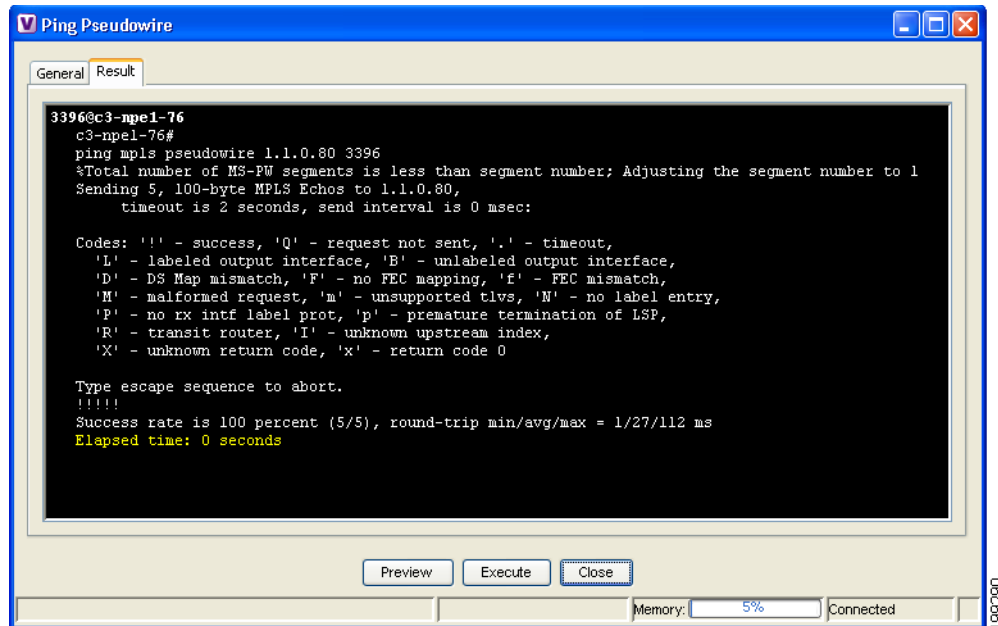 Ping Pseudowire
General Result
3396@c3-npe1-76
c3-npe1-76#
ping mpls pseudowire 1.1.0.80 3396
%Total number of MS-PW segments is less than segment number; Adjusting the segment number to 1
Sending 5, 100-byte MPLS Echos to 1.1.0.80,
timeout is 2 seconds, send interval is 0 msec:
Codes: '!' - success, 'Q' - request not sent, '.' - timeout,
'L' - labeled output interface, 'B' - unlabeled output interface,
'D' - DS Map mismatch, 'F' - no FEC mapping, 'f' - FEC mismatch,
'M' - malformed request, 'm' - unsupported tlvs, 'N' - no label entry,
'P' - no rx intf label prot, 'p' - premature termination of LSP,
'R' - transit router, 'I' - unknown upstream index,
'X' - unknown return code, 'x' - return code 0
Type escape sequence to abort.
!!!!!
Success rate is 100 percent (5/5), round-trip min/avg/max = 1/27/112 ms
Elapsed time: 0 seconds
Preview Execute Close
Memory: 5% Connected